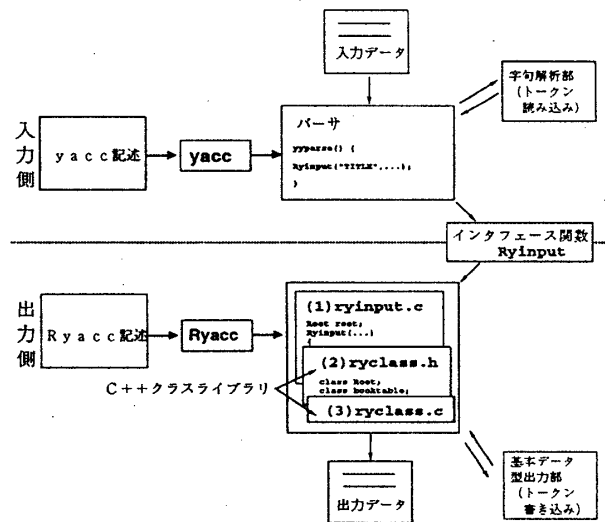 入力データ
字句解析部
(トークン
読み込み)
入力側
yacc記述
yacc
パーサ
yyparse() {
Ryinput("TITLE",...);
}
インタフェース関数
Ryinput
出力側
Ryacc記述
Ryacc
(1)ryinput.c
Root root;
Ryinput(...)
{
(2)ryclass.h
class Root;
class booktable;
(3)ryclass.c
C++クラスライブラリ
出力データ
基本データ
型出力部
(トークン
書き込み)